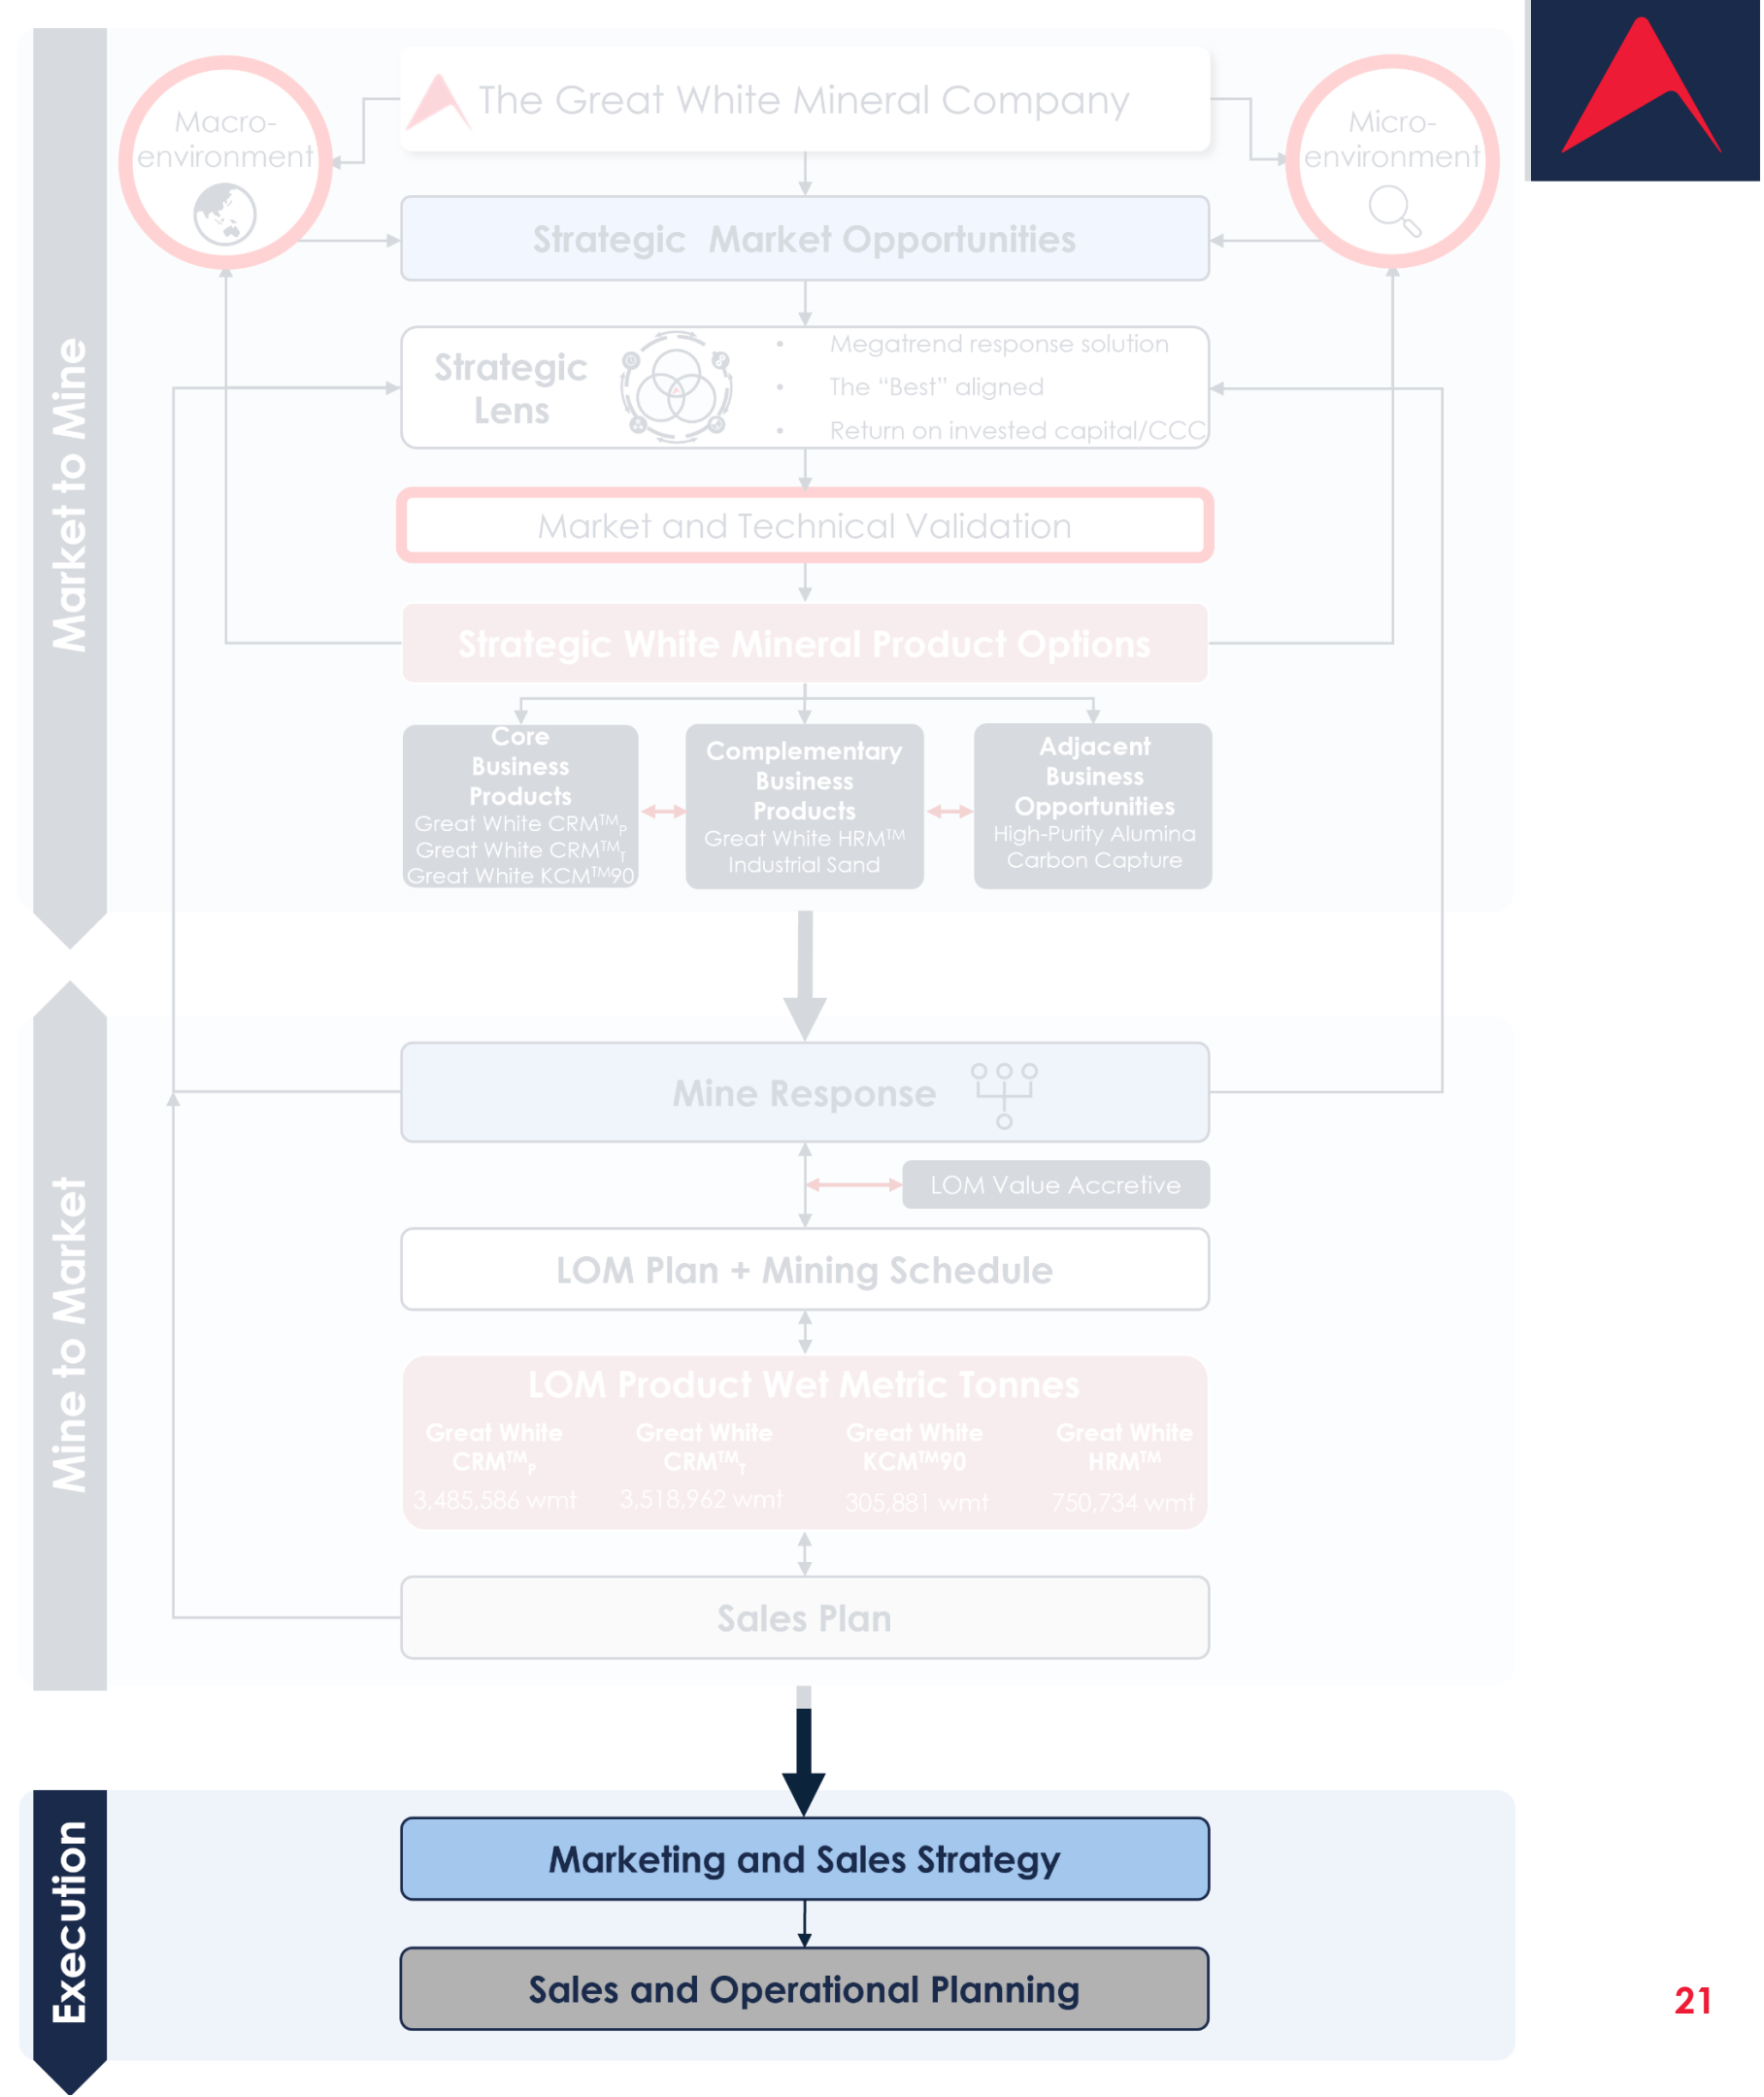 The Great White Mineral Company
Macro-
environment
Micro-
environment
Strategic  Market Opportunities
Market to Mine
Strategic
Lens
• Megatrend response solution
• The “Best” aligned
• Return on invested capital/CCC
Market and Technical Validation
Strategic White Mineral Product Options
Core
Business
Products
Great White CRM™P
Great White CRM™T
Great White KCM™90
Complementary
Business
Products
Great White HRM™
Industrial Sand
Adjacent
Business
Opportunities
High-Purity Alumina
Carbon Capture
Mine to Market
Mine Response
LOM Value Accretive
LOM Plan + Mining Schedule
LOM Product Wet Metric Tonnes
Great White
CRM™P
3,485,586 wmt
Great White
CRM™T
3,518,962 wmt
Great White
KCM™90
305,881 wmt
Great White
HRM™
750,734 wmt
Sales Plan
Execution
Marketing and Sales Strategy
Sales and Operational Planning
21